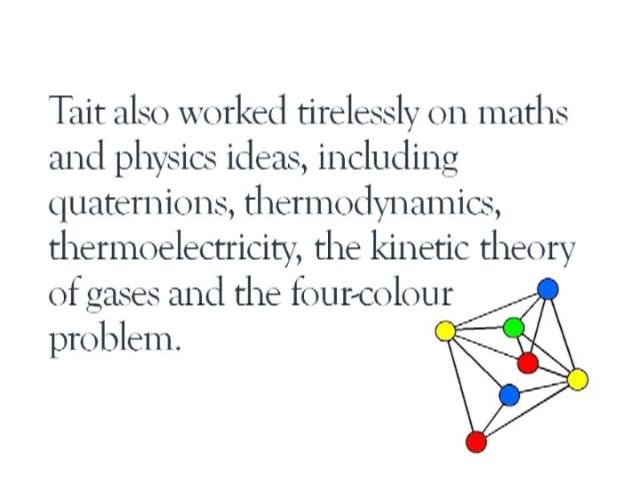 Tait also worked tirelessly on maths
and physics ideas, including
quaternions, thermodynamics,
thermoelectricity, the kinetic theory
of gases and the four-colour
problem.